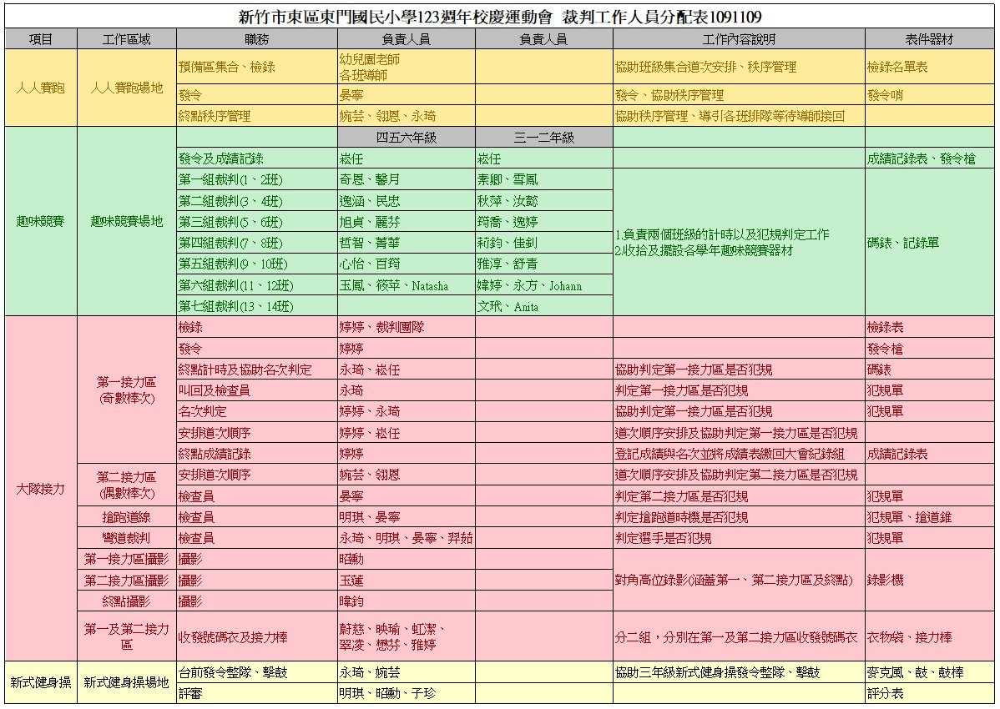 新竹市東區東門國民小學123週年校慶運動會 裁判工作人員分配表1091109
項目 工作區域 職務 負責人員 負責人員 工作內容說明 表件器材
人人賽跑 人人賽跑場地 預備區集合、檢錄 幼兒園老師 協助班級集合道次安排、秩序管理 檢錄名單表
各班導師
發令 晏寧 發令、協助秩序管理 發令哨
終點秩序管理 婉芸、翎恩、永琦 協助秩序管理、導引各班排隊等待導師接回
四五六年級 三一二年級
趣味競賽 趣味競賽場地 發令及成績記錄 崧任 崧任 成績記錄表、發令槍
第一組裁判(1、2班) 奇恩、馨月 素卿、雪鳳
第二組裁判(3、4班) 逸涵、民忠 秋萍、汝懿
第三組裁判(5、6班) 旭貞、麗芬 筠喬、逸婷
第四組裁判(7、8班) 哲智、菁華 莉鈞、佳釗
1.負責兩個班級的計時以及犯規判定工作
2.收拾及擺設各學年趣味競賽器材
碼錶、記錄單
第五組裁判(9、10班) 心怡、百筠 雅淳、舒青
第六組裁判(11、12班) 玉鳳、筱苹、Natasha 媁婷、永方、Johann
第七組裁判(13、14班) 文玳、Anita
大隊接力 第一接力區
(奇數棒次)
檢錄 婷婷、裁判團隊 檢錄表
發令 婷婷 發令槍
終點計時及協助名次判定 永琦、崧任 協助判定第一接力區是否犯規 碼錶
叫回及檢查員 永琦 判定第一接力區是否犯規 犯規單
名次判定 婷婷、永琦 協助判定第一接力區是否犯規 犯規單
安排道次順序 婷婷、崧任 道次順序安排及協助判定第一接力區是否犯規
終點成績記錄 婷婷 登記成績與名次並將成績表繳回大會紀錄組 成績記錄表
第二接力區
(偶數棒次)
安排道次順序 婉芸、翎恩 道次順序安排及協助判定第二接力區是否犯規
檢查員 晏寧 判定第二接力區是否犯規 犯規單
搶跑道線 檢查員 明琪、晏寧 判定搶跑道時機是否犯規 犯規單、搶道錐
彎道裁判 檢查員 永琦、明琪、晏寧、羿茹 判定選手是否犯規 犯規單
第一接力區攝影 攝影 昭勳
第二接力區攝影 攝影 玉蓮 對角高位錄影(涵蓋第一、第二接力區及終點) 錄影機
終點攝影 攝影 暐鈞
第一及第二接力
區
收發號碼衣及接力棒 蔚慈、映瑜、虹潔、
翠凌、懋芬、雅婷
分二組，分別在第一及第二接力區收發號碼衣 衣物袋、接力棒
新式健身操 新式健身操場地 台前發令整隊、擊鼓 永琦、婉芸 協助三年級新式健身操發令整隊、擊鼓 麥克風、鼓、鼓棒
評審 明琪、昭勳、子珍 評分表